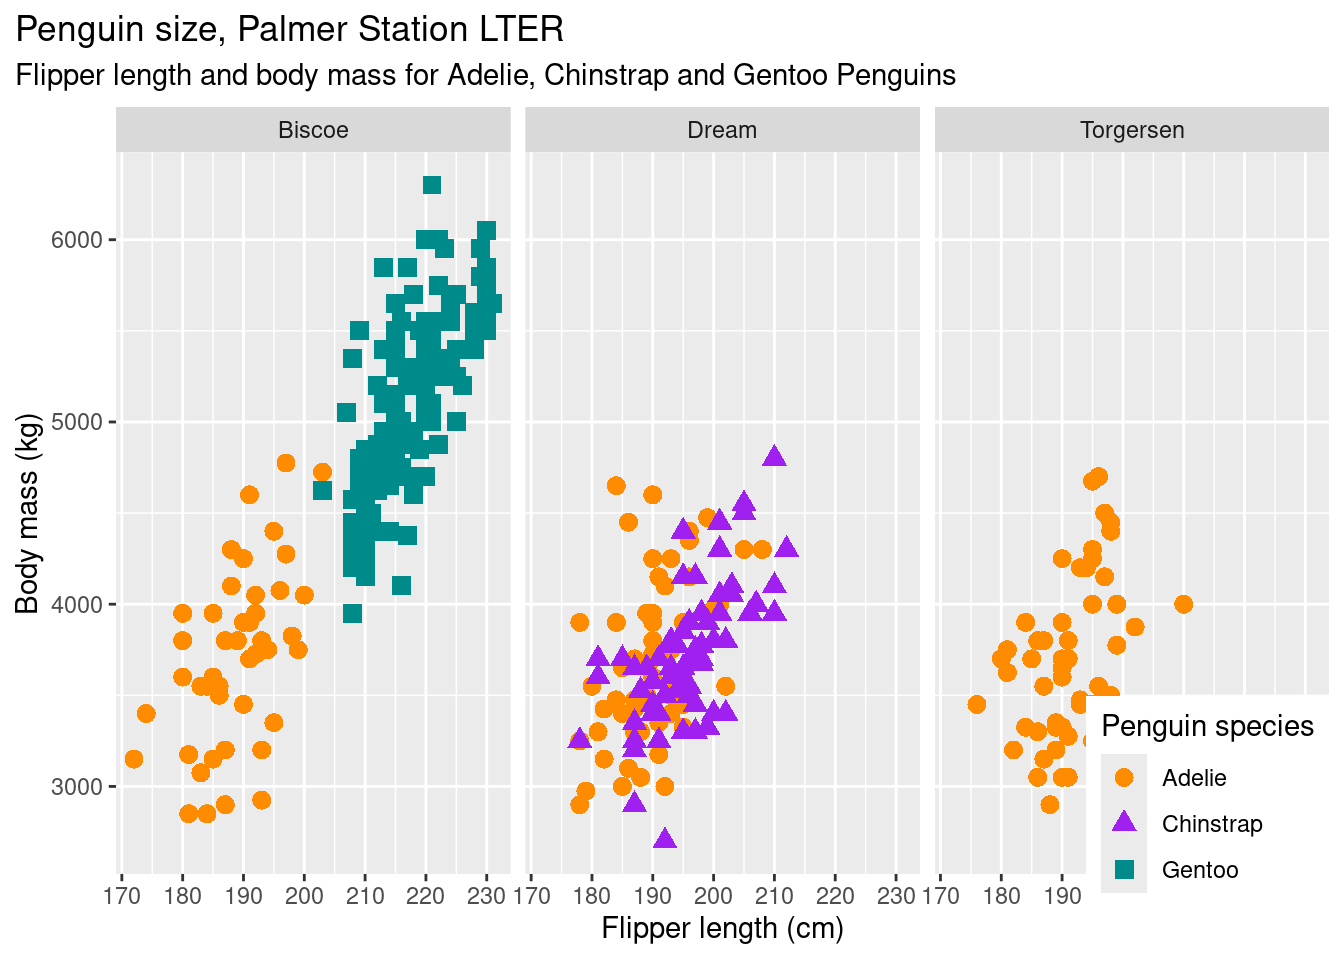 Penguin size, Palmer Station LTER
Flipper length and body mass for Adelie, Chinstrap and Gentoo Penguins
Biscoe
Dream
Torgersen
6000
5000
4000
3000
Body mass (kg)
170 180 190 200 210 220 230
170 180 190 200 210 220 230
170 180 190
Flipper length (cm)
Penguin species
Adelie
Chinstrap
Gentoo